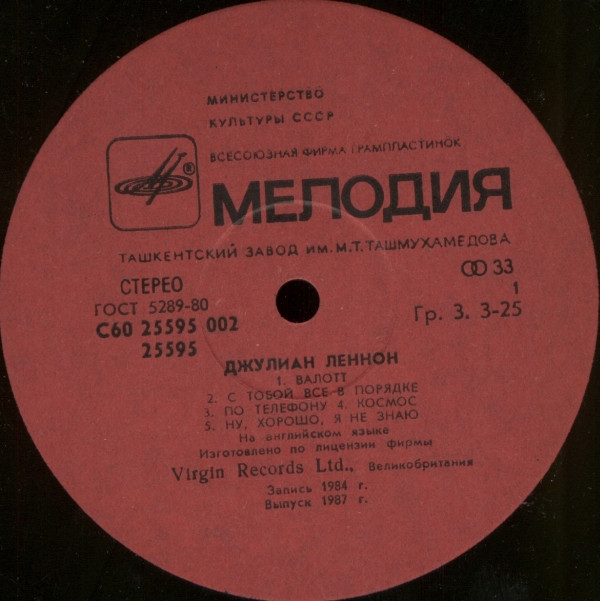 МИНИСТЕРСТВО
КУЛЬТУРЫ СССР
ВСЕСОЮЗНАЯ ФИРМА ГРАМПЛАСТИНОК
®
МЕЛОДИЯ
ТАШКЕНТСКИЙ ЗАВОД ИМ. М.Т. ТАШМУХАМЕДОВА
СТЕРЕО
ГОСТ 5289-80
С60 25595 002
25595
33
1
Гр. 3. 3-25
ДЖУЛИАН ЛЕННОН
1. ВАЛОТТ
2. С ТОБОЙ ВСЕ В ПОРЯДКЕ
3. ПО ТЕЛЕФОНУ 4. КОСМОС
5. НУ, ХОРОШО, Я НЕ ЗНАЮ
На английском языке
Изготовлено по лицензии фирмы
Virgin Records Ltd., Великобритания
Запись 1984 г.
Выпуск 1987 г.